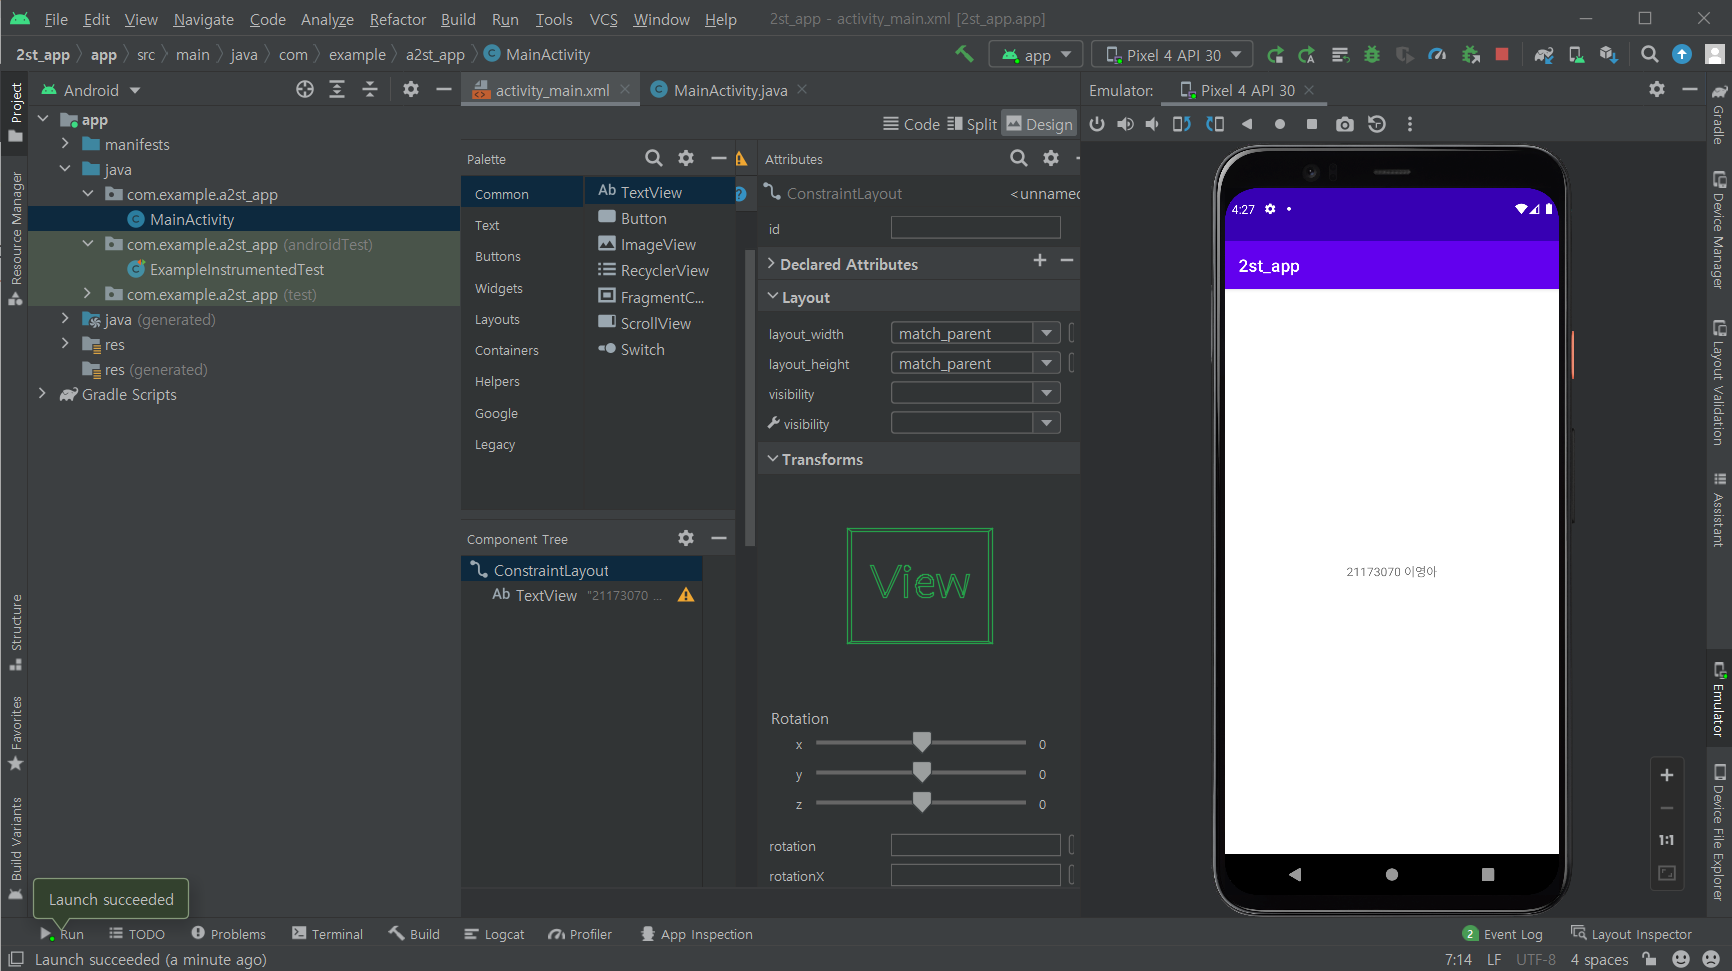 File Edit View Navigate Code Analyze Refactor Build Run Tools VCS Window Help 2st_app - activity_main.xml [2st_app.app]
2st_app app src main java com example a2st_app MainActivity app Pixel 4 API 30
Project
Resource Manager
Structure
Favorites
Build Variants
Android
app
manifests
java
com.example.a2st_app
MainActivity
com.example.a2st_app (androidTest)
ExampleInstrumentedTest
com.example.a2st_app (test)
java (generated)
res
res (generated)
Gradle Scripts
activity_main.xml MainActivity.java
Code Split Design
Palette
Common
Text
Buttons
Widgets
Layouts
Containers
Helpers
Google
Legacy
Ab TextView
Button
ImageView
RecyclerView
FragmentC...
ScrollView
Switch
Component Tree
ConstraintLayout
Ab TextView "21173070 ...
Attributes
ConstraintLayout <unnamed
id
Declared Attributes
Layout
layout_width match_parent
layout_height match_parent
visibility
visibility
Transforms
View
Rotation
x 0
y 0
z 0
rotation
rotationX
Emulator: Pixel 4 API 30
4:27
2st_app
21173070 이영아
1:1
Gradle
Device Manager
Layout Validation
Assistant
Emulator
Device File Explorer
Launch succeeded
Run TODO Problems Terminal Build Logcat Profiler App Inspection 2 Event Log Layout Inspector
Launch succeeded (a minute ago) 7:14 LF UTF-8 4 spaces